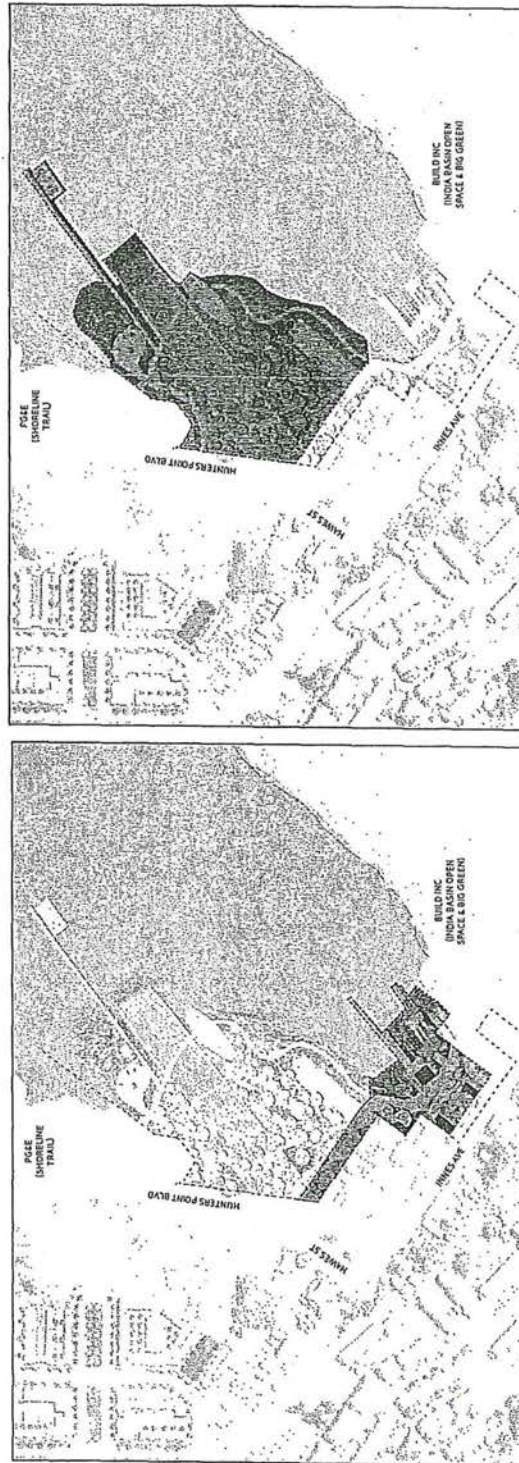 PG&E
(SHORELINE
TRAIL)
HUNTERS POINT BLVD
HAWES ST
INNES AVE
BUILD INC
(INDIA BASIN OPEN
SPACE & BIG GREEN)
PG&E
(SHORELINE
TRAIL)
HUNTERS POINT BLVD
HAWES ST
INNES AVE
BUILD INC
(INDIA BASIN OPEN
SPACE & BIG GREEN)